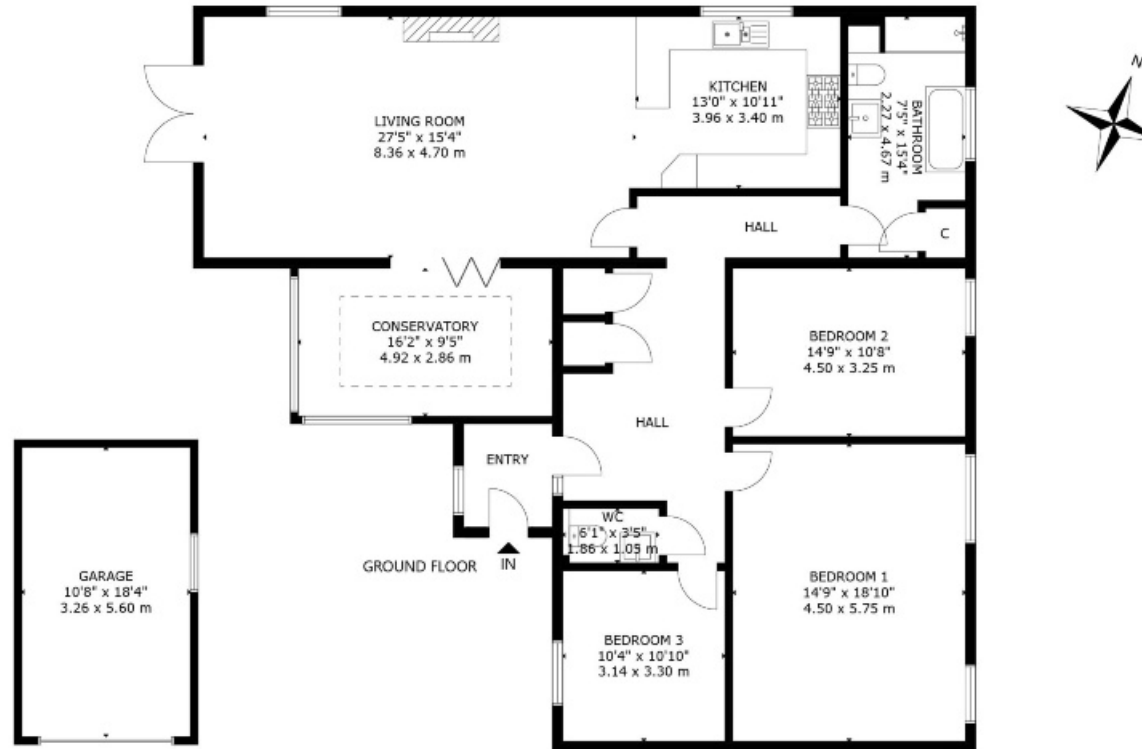 N
KITCHEN
13'0" x 10'11"
3.96 x 3.40 m
LIVING ROOM
27'5" x 15'4"
8.36 x 4.70 m
BATHROOM
7'5" x 15'4"
2.27 x 4.67 m
HALL
C
CONSERVATORY
16'2" x 9'5"
4.92 x 2.86 m
BEDROOM 2
14'9" x 10'8"
4.50 x 3.25 m
HALL
ENTRY
WC
6'1" x 3'5"
1.86 x 1.05 m
GROUND FLOOR
IN
GARAGE
10'8" x 18'4"
3.26 x 5.60 m
BEDROOM 1
14'9" x 18'10"
4.50 x 5.75 m
BEDROOM 3
10'4" x 10'10"
3.14 x 3.30 m